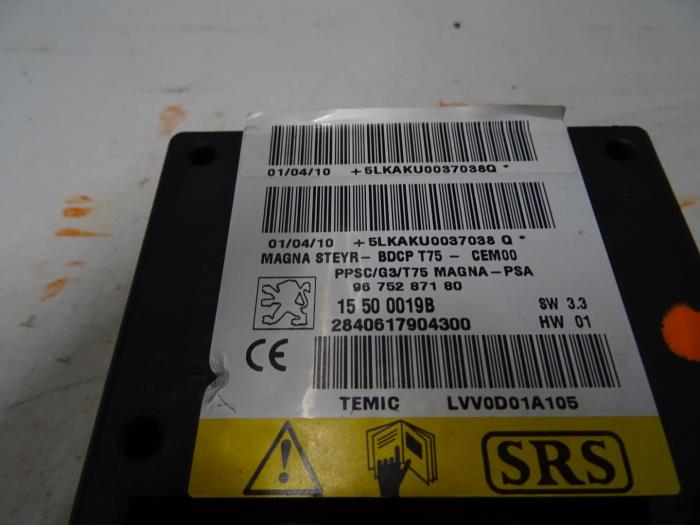 01/04/10 +5LKAKU0037038Q *
01/04/10 +5LKAKU0037038 Q *
MAGNA STEYR- BDCP T75 - CEM00
PPSC/G3/T75 MAGNA-PSA
96 752 871 80
15 50 0019B SW 3.3
2840617904300 HW 01
CE
TEMIC LVV0D01A105
SRS